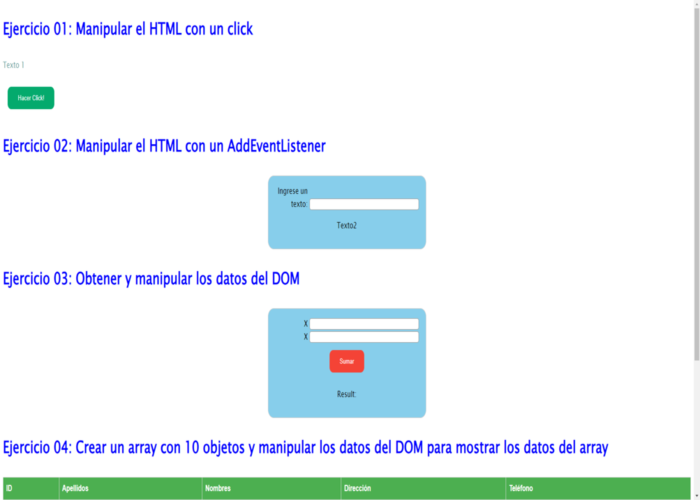 Ejercicio 01: Manipular el HTML con un click
Texto 1
Hacer Click!
Ejercicio 02: Manipular el HTML con un AddEventListener
Ingrese un
texto:
Texto2
Ejercicio 03: Obtener y manipular los datos del DOM
X
X
Sumar
Result:
Ejercicio 04: Crear un array con 10 objetos y manipular los datos del DOM para mostrar los datos del array
ID Apellidos Nombres Dirección Teléfono